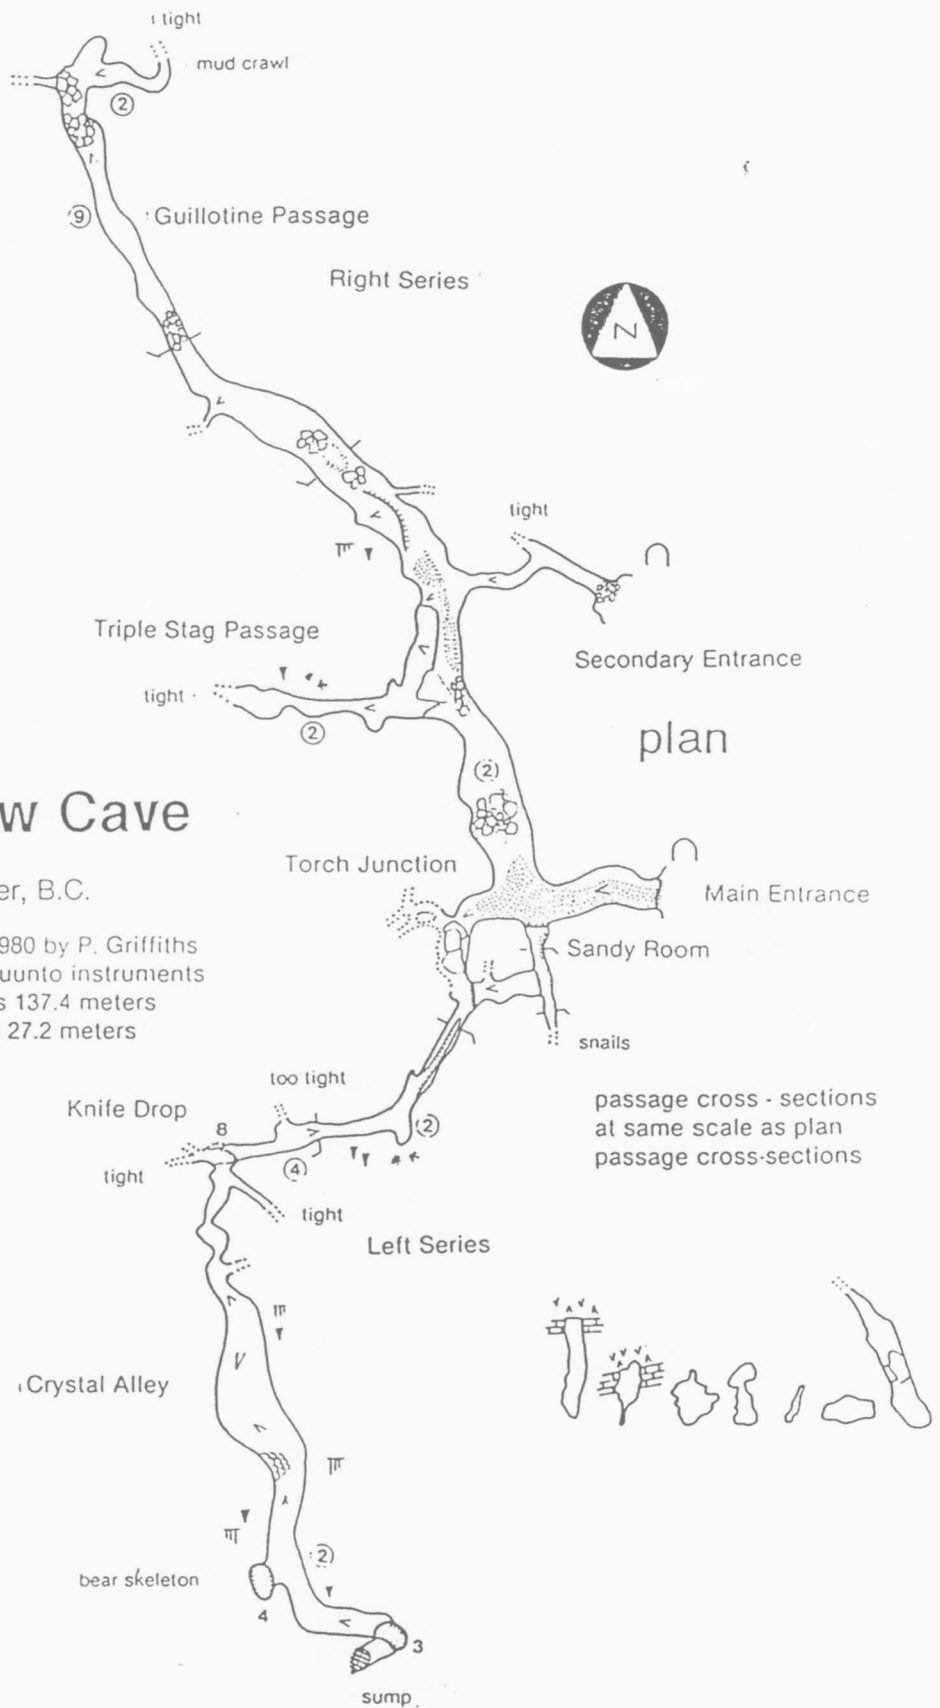 tight
mud crawl
2
9
Guillotine Passage
Right Series
N
tight
Triple Stag Passage
Secondary Entrance
tight
2
plan
2
w Cave
Torch Junction
er, B.C.
Main Entrance
980 by P. Griffiths
Sandy Room
uunto instruments
s 137.4 meters
27.2 meters
snails
too tight
passage cross - sections
Knife Drop
at same scale as plan
8
2
passage cross-sections
4
tight
tight
Left Series
Crystal Alley
2
bear skeleton
4
3
sump